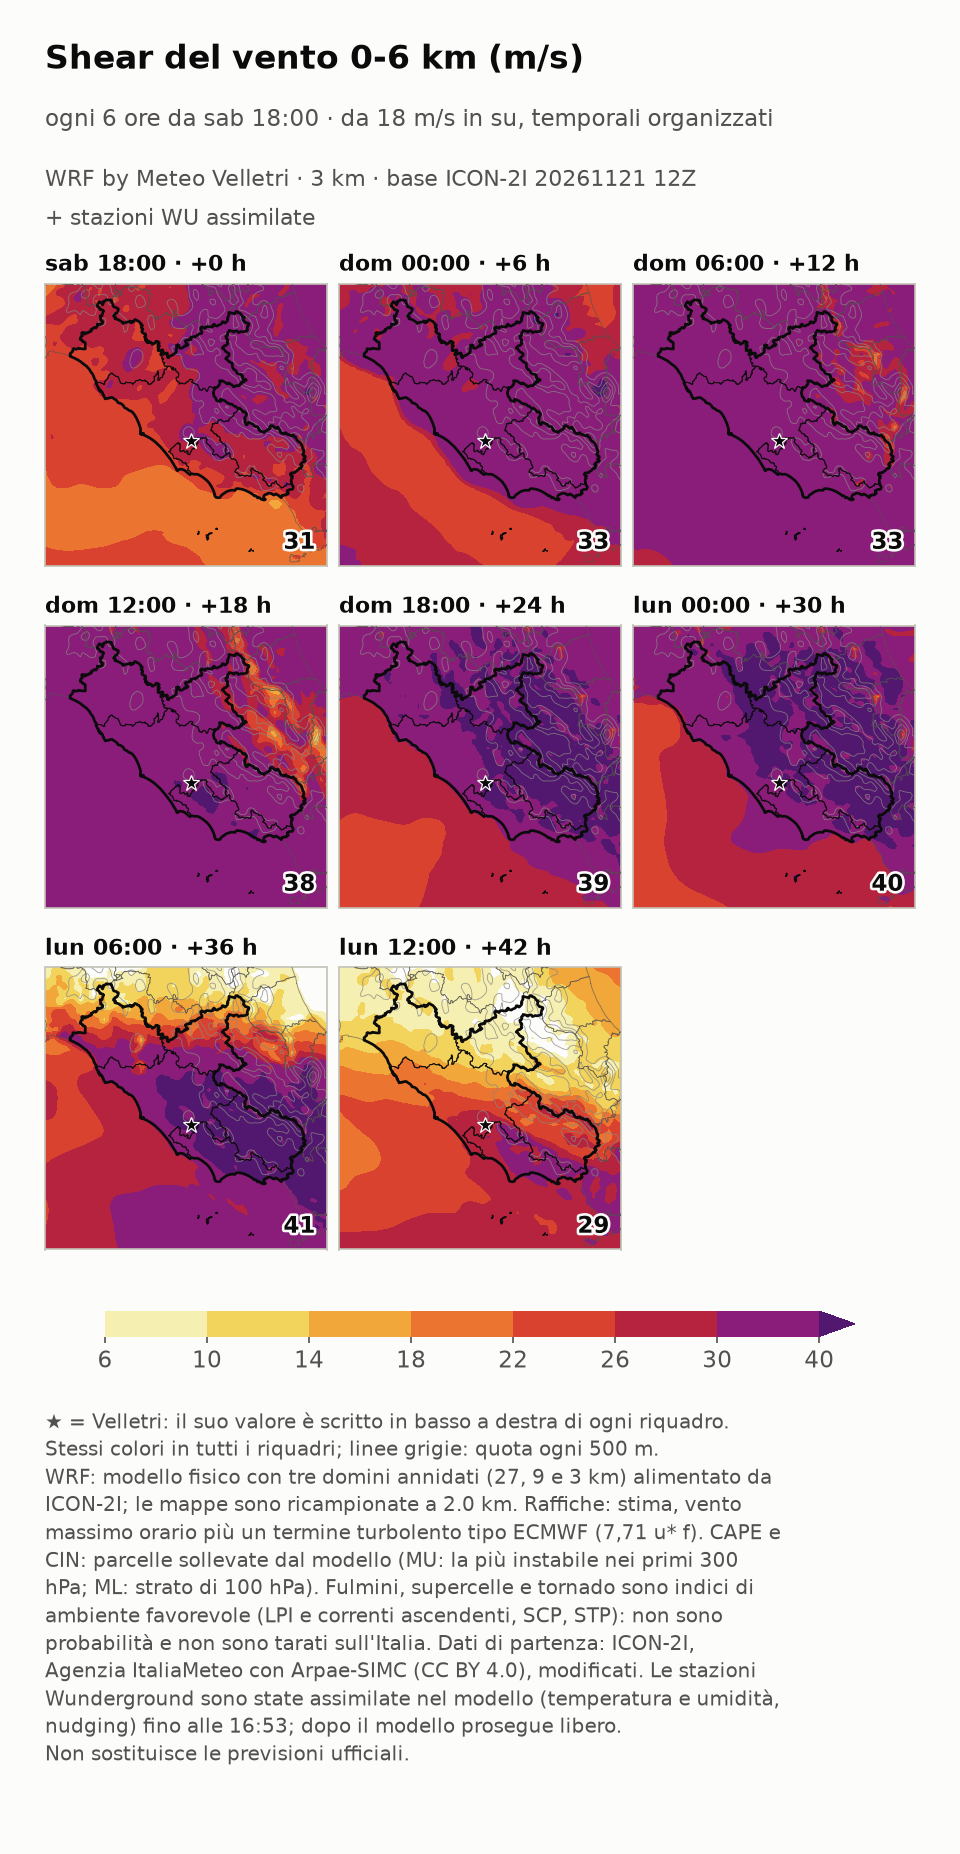 Shear del vento 0-6 km (m/s)
ogni 6 ore da sab 18:00 · da 18 m/s in su, temporali organizzati
WRF by Meteo Velletri · 3 km · base ICON-2I 20261121 12Z
+ stazioni WU assimilate
sab 18:00 · +0 h
dom 00:00 · +6 h
dom 06:00 · +12 h
31
33
33
dom 12:00 · +18 h
dom 18:00 · +24 h
lun 00:00 · +30 h
38
39
40
lun 06:00 · +36 h
lun 12:00 · +42 h
41
29
6 10 14 18 22 26 30 40
★ = Velletri: il suo valore è scritto in basso a destra di ogni riquadro.
Stessi colori in tutti i riquadri; linee grigie: quota ogni 500 m.
WRF: modello fisico con tre domini annidati (27, 9 e 3 km) alimentato da
ICON-2I; le mappe sono ricampionate a 2.0 km. Raffiche: stima, vento
massimo orario più un termine turbolento tipo ECMWF (7,71 u* f). CAPE e
CIN: parcelle sollevate dal modello (MU: la più instabile nei primi 300
hPa; ML: strato di 100 hPa). Fulmini, supercelle e tornado sono indici di
ambiente favorevole (LPI e correnti ascendenti, SCP, STP): non sono
probabilità e non sono tarati sull'Italia. Dati di partenza: ICON-2I,
Agenzia ItaliaMeteo con Arpae-SIMC (CC BY 4.0), modificati. Le stazioni
Wunderground sono state assimilate nel modello (temperatura e umidità,
nudging) fino alle 16:53; dopo il modello prosegue libero.
Non sostituisce le previsioni ufficiali.